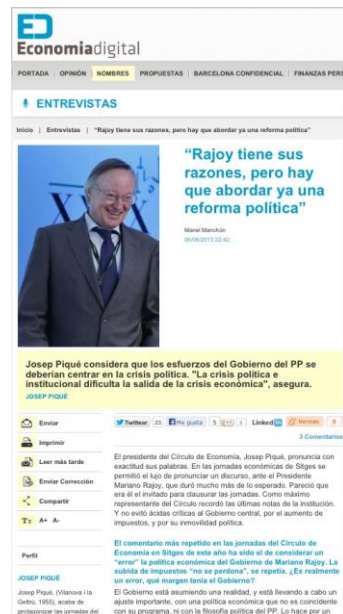 ED
Economiadigital
PORTADA OPINIÓN NOMBRES PROPUESTAS BARCELONA CONFIDENCIAL FINANZAS PERS
ENTREVISTAS
Inicio | Entrevistas | "Rajoy tiene sus razones, pero hay que abordar ya una reforma política"
"Rajoy tiene sus
razones, pero hay
que abordar ya una
reforma política"
Manel Manchón
06/06/2013 22:42
Josep Piqué considera que los esfuerzos del Gobierno del PP se
deberían centrar en la crisis política. "La crisis política e
institucional dificulta la salida de la crisis económica", asegura.
JOSEP PIQUÉ
Enviar
Imprimir
Leer más tarde
Enviar Corrección
Compartir
TT A+ A-
Perfil
JOSEP PIQUÉ
Josep Piqué, (Vilanova i la
Geltrú, 1955), acaba de
protagonizar las jornadas del
Twittear 23 Me gusta 5 +1 3 LinkedIn Menéalo 0
3 Comentarios
El presidente del Círculo de Economía, Josep Piqué, pronuncia con
exactitud sus palabras. En las jornadas económicas de Sitges se
permitió el lujo de pronunciar un discurso, ante el Presidente
Mariano Rajoy, que duró mucho más de lo esperado. Pareció que
era él el invitado para clausurar las jornadas. Como máximo
representante del Círculo recordó las últimas notas de la institución.
Y no evitó ácidas críticas al Gobierno central, por el aumento de
impuestos, y por su inmovilidad política.
El comentario más repetido en las jornadas del Círculo de
Economía en Sitges de este año ha sido el de considerar un
"error" la política económica del Gobierno de Mariano Rajoy. La
subida de impuestos "no se perdona", se repetía. ¿Es realmente
un error, qué margen tenía el Gobierno?
El Gobierno está asumiendo una realidad, y está llevando a cabo un
ajuste importante, con una política económica que no es coincidente
con su programa, ni con la filosofía política del PP. Lo hace por un